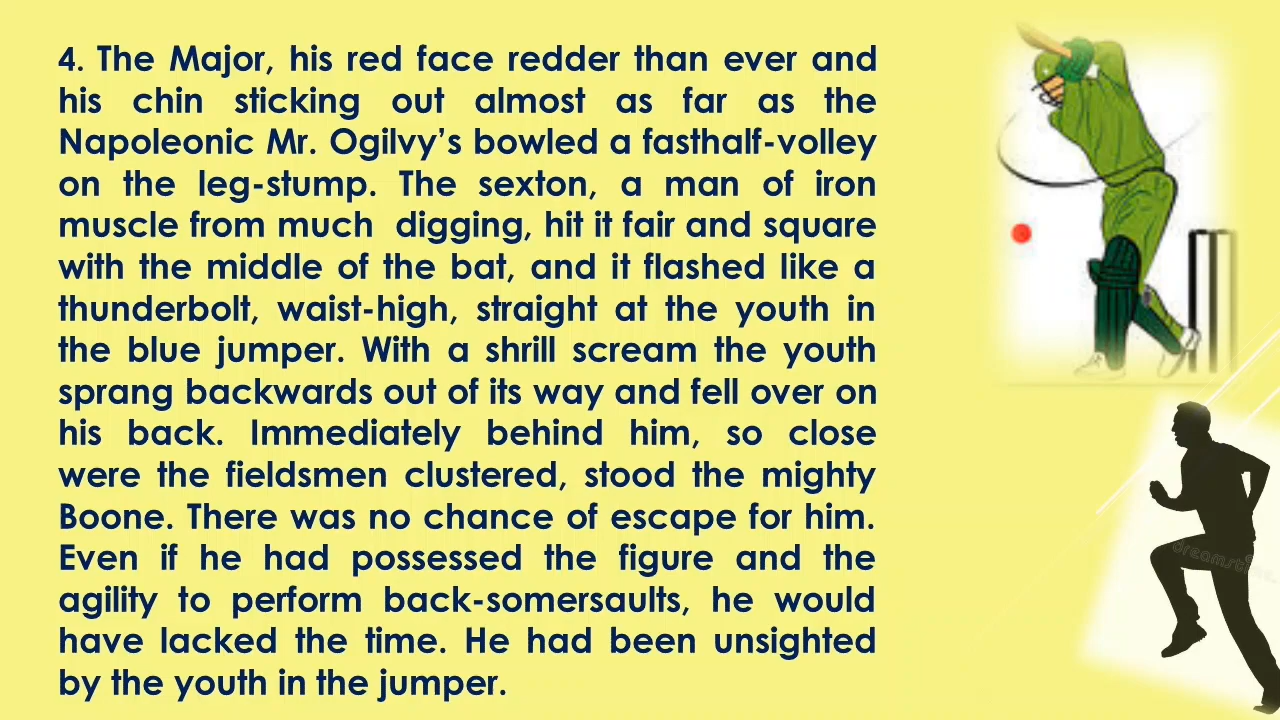 4. The Major, his red face redder than ever and
his chin sticking out almost as far as the
Napoleonic Mr. Ogilvy’s bowled a fasthalf-volley
on the leg-stump. The sexton, a man of iron
muscle from much digging, hit it fair and square
with the middle of the bat, and it flashed like a
thunderbolt, waist-high, straight at the youth in
the blue jumper. With a shrill scream the youth
sprang backwards out of its way and fell over on
his back. Immediately behind him, so close
were the fieldsmen clustered, stood the mighty
Boone. There was no chance of escape for him.
Even if he had possessed the figure and the
agility to perform back-somersaults, he would
have lacked the time. He had been unsighted
by the youth in the jumper.